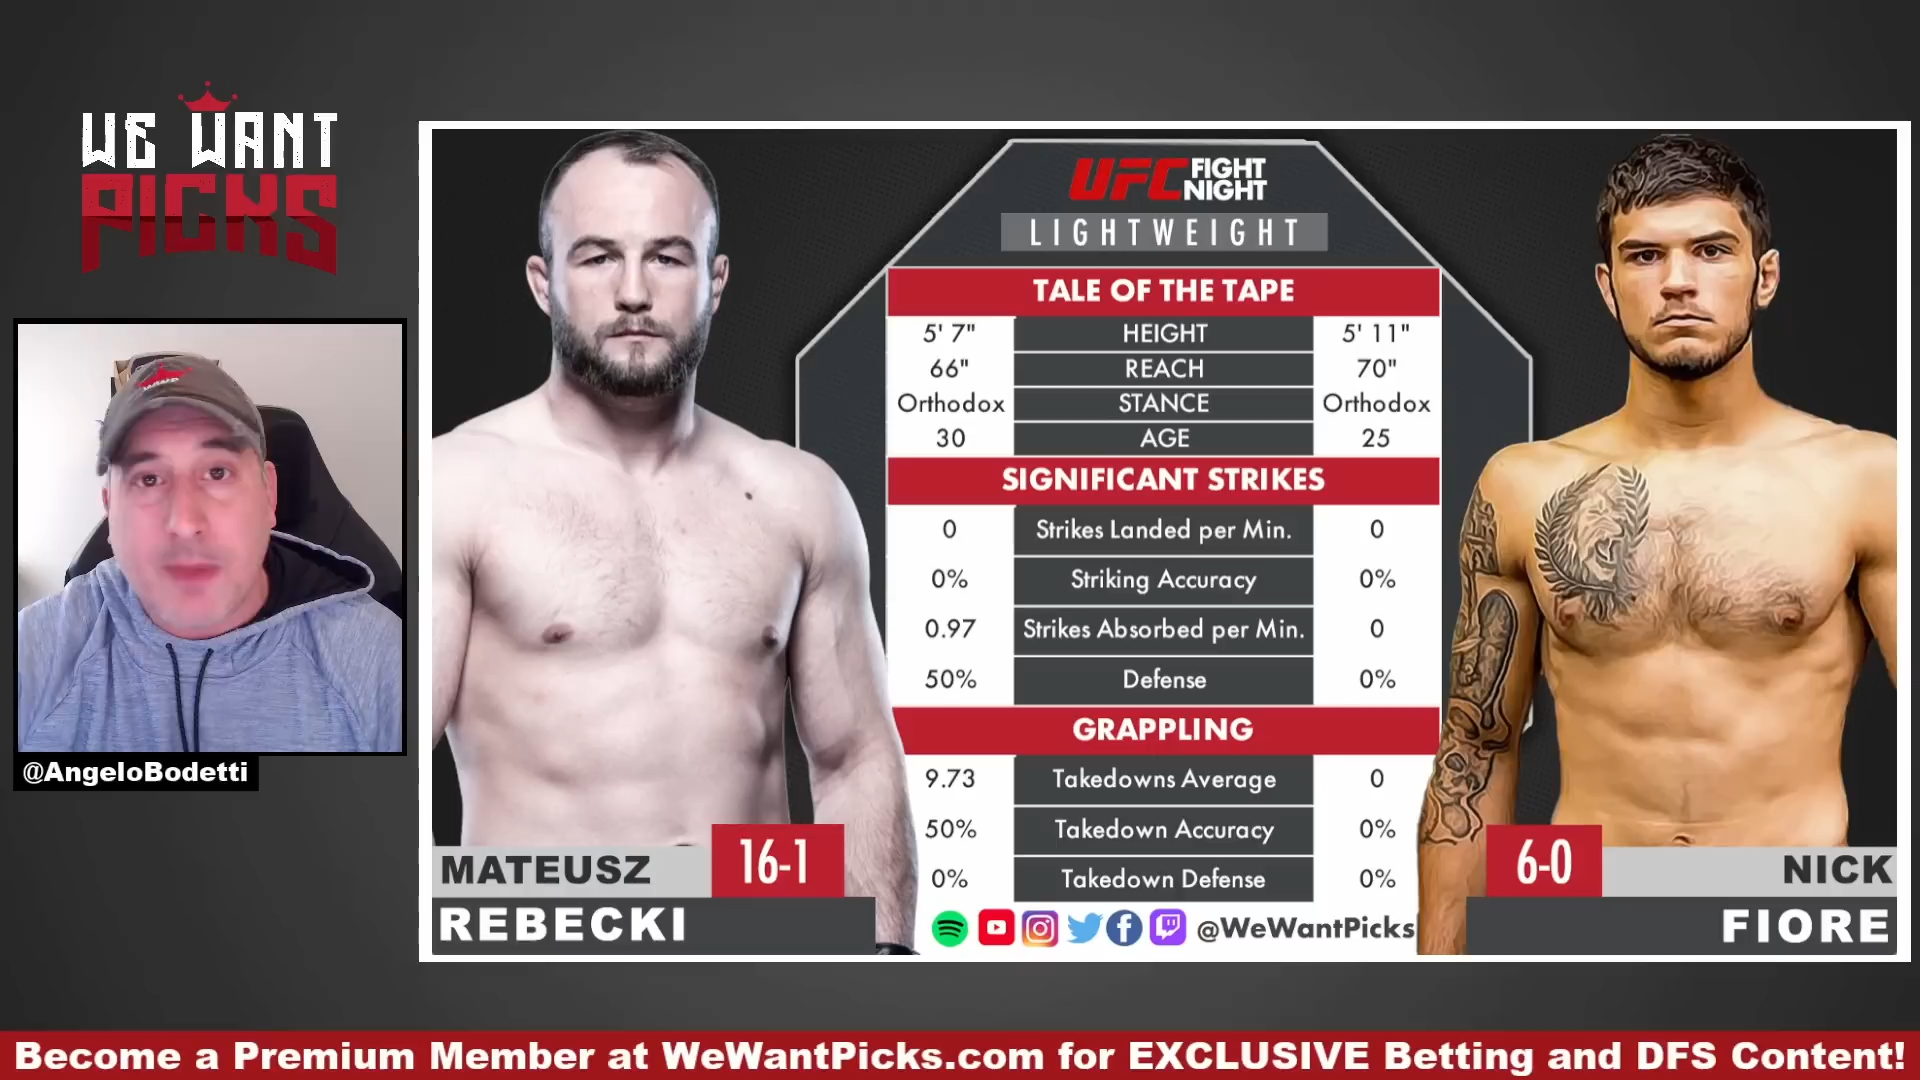 WE WANT
PICKS
@AngeloBodetti
UFC FIGHT NIGHT
LIGHTWEIGHT
TALE OF THE TAPE
5' 7" HEIGHT 5' 11"
66" REACH 70"
Orthodox STANCE Orthodox
30 AGE 25
SIGNIFICANT STRIKES
0 Strikes Landed per Min. 0
0% Striking Accuracy 0%
0.97 Strikes Absorbed per Min. 0
50% Defense 0%
GRAPPLING
9.73 Takedowns Average 0
50% Takedown Accuracy 0%
0% Takedown Defense 0%
MATEUSZ 16-1
REBECKI
6-0 NICK
FIORE
@WeWantPicks
Become a Premium Member at WeWantPicks.com for EXCLUSIVE Betting and DFS Content!